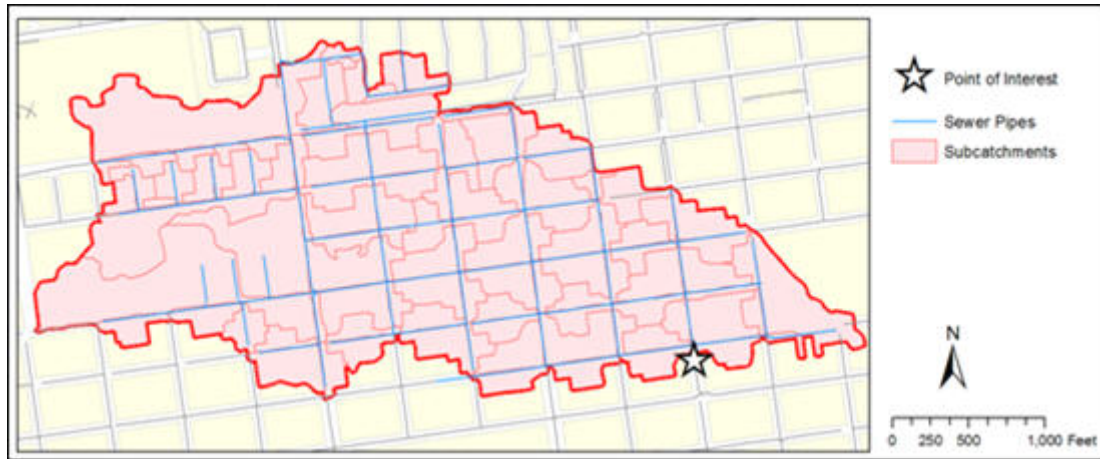 Point of Interest
Sewer Pipes
Subcatchments
N
0 250 500 1,000 Feet